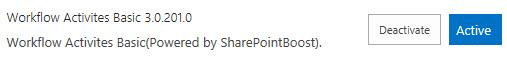 Workflow Activites Basic 3.0.201.0
Deactivate
Active
Workflow Activites Basic(Powered by SharePointBoost).